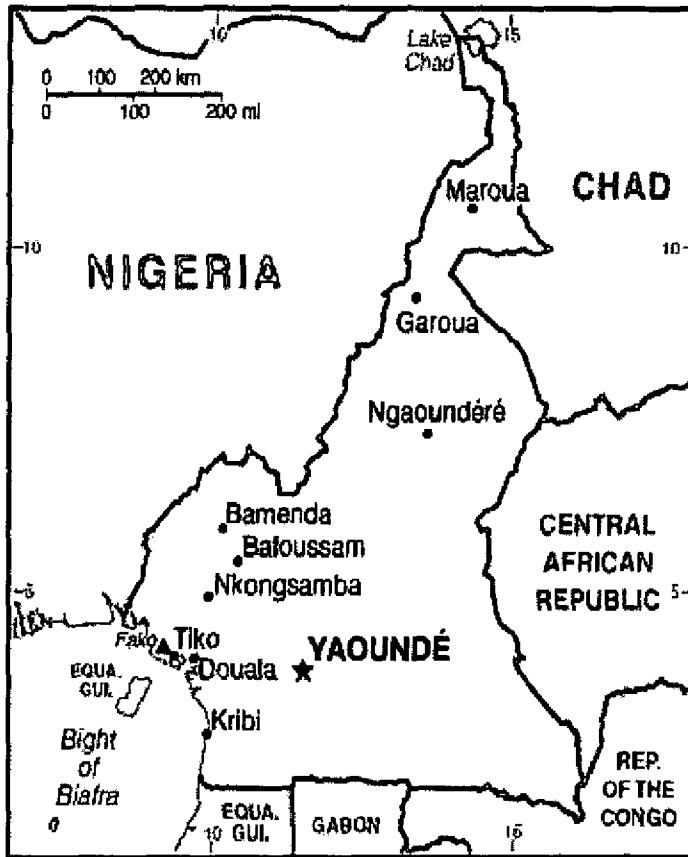 10
15
Lake
Chad
0 100 200 km
0 100 200 mi
Maroua
CHAD
10
10
NIGERIA
Garoua
Ngaoundéré
Bamenda
Bafoussam
Nkongsamba
CENTRAL
AFRICAN
REPUBLIC
5
5
Fako
Tiko
Douala
YAOUNDÉ
EQUA.
GUI.
Kribi
Bight
of
Biafra
REP.
OF THE
CONGO
EQUA.
GUI.
GABON
10
15